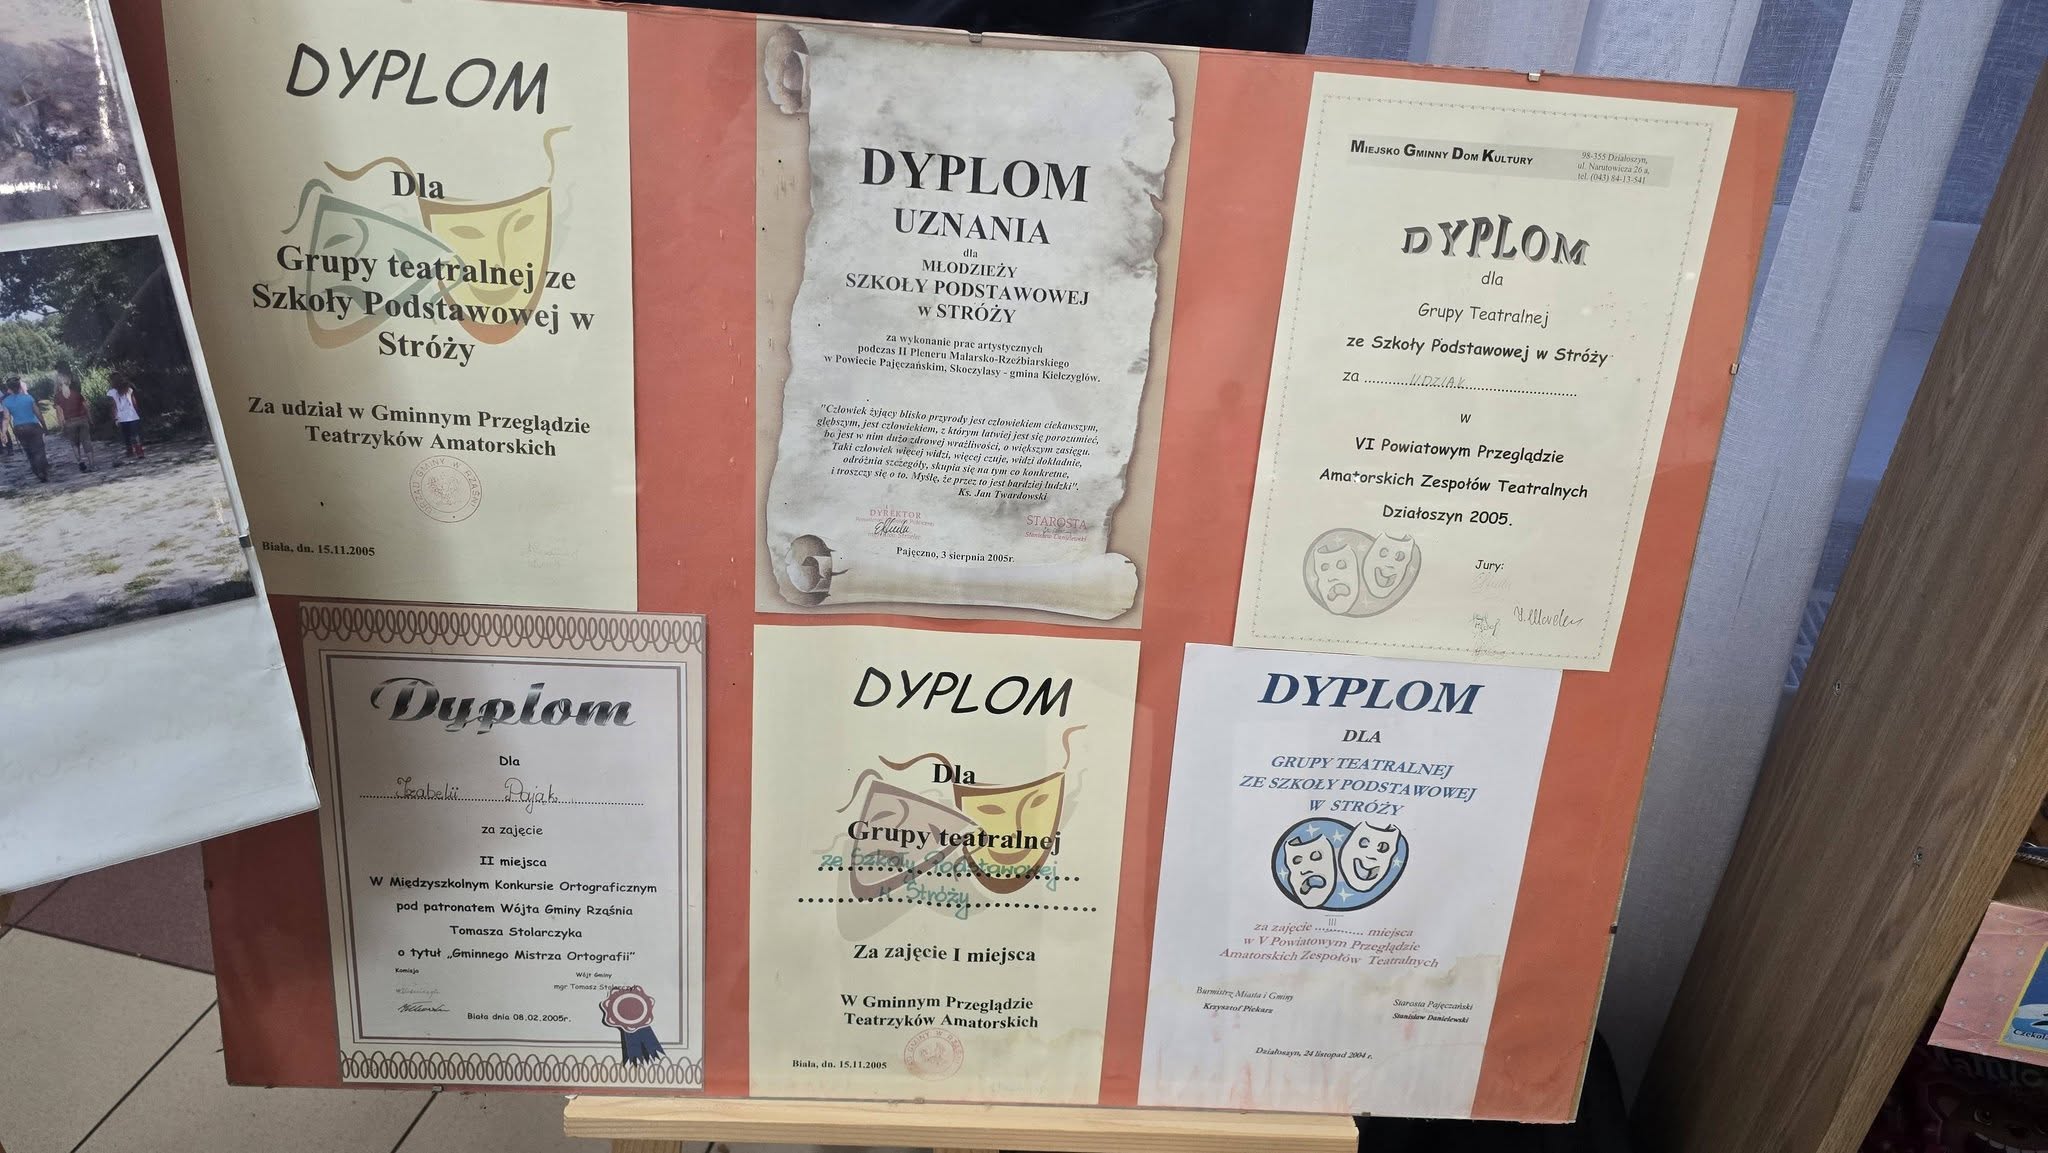 DYPLOM
Dla
Grupy teatralnej ze
Szkoły Podstawowej w
Stróży
Za udział w Gminnym Przeglądzie
Teatrzyków Amatorskich
Biała, dn. 15.11.2005
DYPLOM
UZNANIA
dla
MŁODZIEŻY
SZKOŁY PODSTAWOWEJ
w STRÓŻY
za wykonanie prac artystycznych
podczas II Pleneru Malarsko-Rzeźbiarskiego
w Powiecie Pajęczańskim, Skoczylasy - gmina Kiełczygłów.
"Człowiek żyjący blisko przyrody jest człowiekiem ciekawszym,
głębszym, jest człowiekiem, z którym łatwiej jest się porozumieć,
bo jest w nim dużo zdrowej wrażliwości, o większym zasięgu.
Taki człowiek więcej widzi, więcej czuje, widzi dokładnie,
odróżnia szczegóły, skupia się na tym co konkretne,
i troszczy się o to. Myślę, że przez to jest bardziej ludzki".
Ks. Jan Twardowski
DYREKTOR
STAROSTA
Stanisław Danielewski
Pajęczno, 3 sierpnia 2005r.
MIEJSKO GMINNY DOM KULTURY
98-355 Działoszyn,
ul. Narutowicza 26 a,
tel. (043) 84-13-541
DYPLOM
dla
Grupy Teatralnej
ze Szkoły Podstawowej w Stróży
za UDZIAŁ
w
VI Powiatowym Przeglądzie
Amatorskich Zespołów Teatralnych
Działoszyn 2005.
Jury:
Dyplom
Dla
Izabelii Pająk
za zajęcie
II miejsca
W Międzyszkolnym Konkursie Ortograficznym
pod patronatem Wójta Gminy Rząśnia
Tomasza Stolarczyka
o tytuł „Gminnego Mistrza Ortografii"
Komisja
Wójt Gminy
mgr Tomasz Stolarczyk
Biała dnia 08.02.2005r.
DYPLOM
Dla
Grupy teatralnej
ze Szkoły Podstawowej
w Stróży
Za zajęcie I miejsca
W Gminnym Przeglądzie
Teatrzyków Amatorskich
Biała, dn. 15.11.2005
DYPLOM
DLA
GRUPY TEATRALNEJ
ZE SZKOŁY PODSTAWOWEJ
W STRÓŻY
za zajęcie III miejsca
w V Powiatowym Przeglądzie
Amatorskich Zespołów Teatralnych
Burmistrz Miasta i Gminy
Krzysztof Piekarz
Starosta Pajęczański
Stanisław Danielewski
Działoszyn, 24 listopad 2004 r.